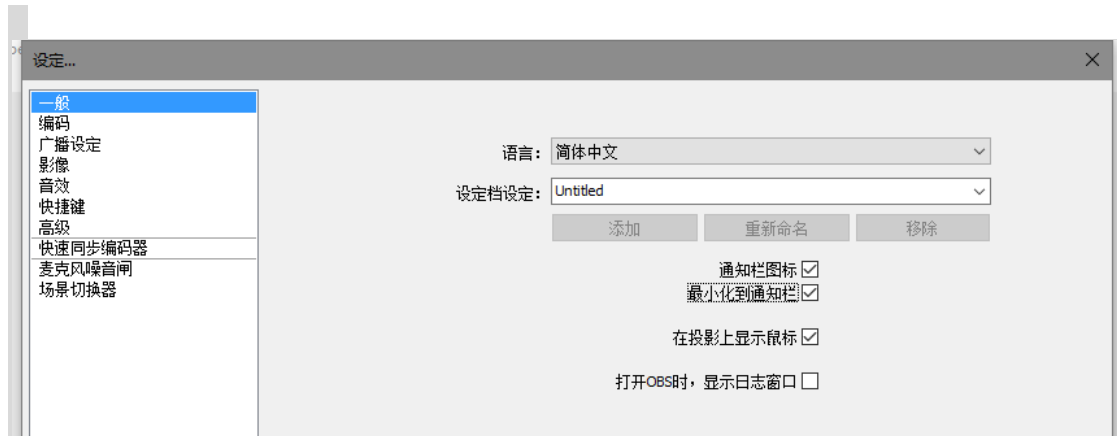 设定...
一般
编码
广播设定
影像
音效
快捷键
高级
快速同步编码器
麦克风噪音闸
场景切换器
语言： 简体中文
设定档设定： Untitled
添加 重新命名 移除
通知栏图标
最小化到通知栏
在投影上显示鼠标
打开OBS时，显示日志窗口